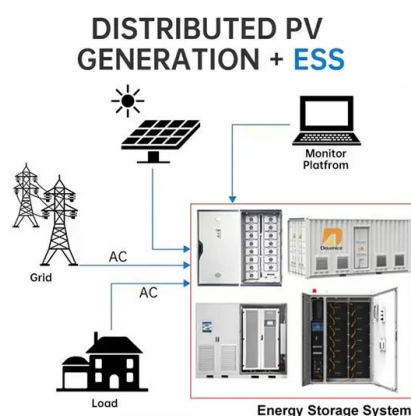 DISTRIBUTED PV
GENERATION + ESS
Monitor
Platfrom
AC
Grid
AC
Load
Energy Storage System